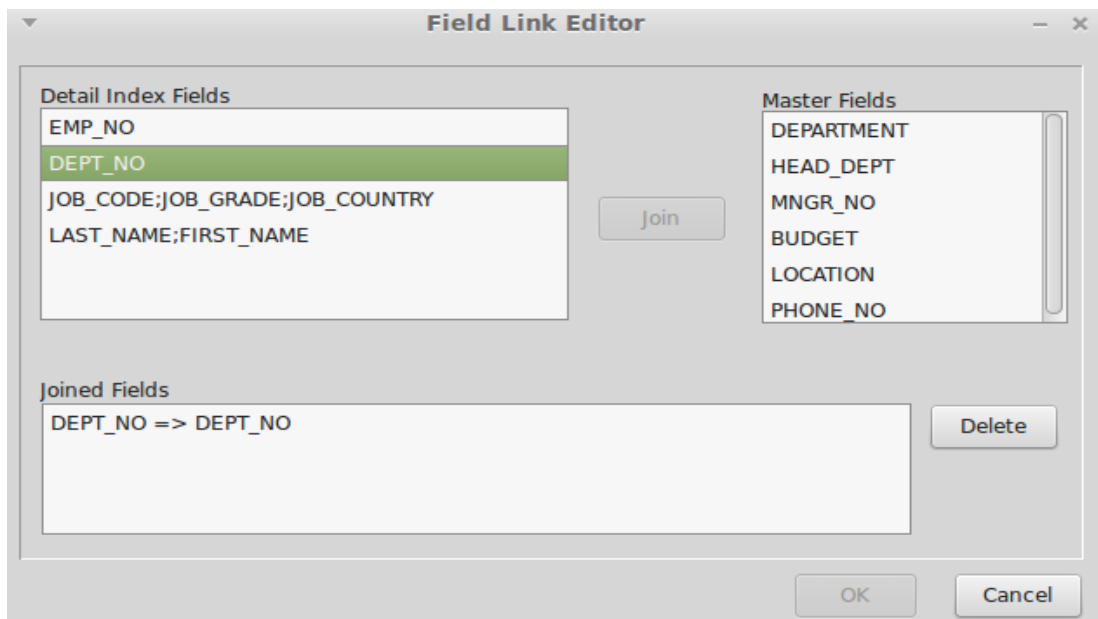 Field Link Editor
Detail Index Fields
EMP_NO
DEPT_NO
JOB_CODE;JOB_GRADE;JOB_COUNTRY
LAST_NAME;FIRST_NAME
Join
Master Fields
DEPARTMENT
HEAD_DEPT
MNGR_NO
BUDGET
LOCATION
PHONE_NO
Joined Fields
DEPT_NO => DEPT_NO
Delete
OK
Cancel